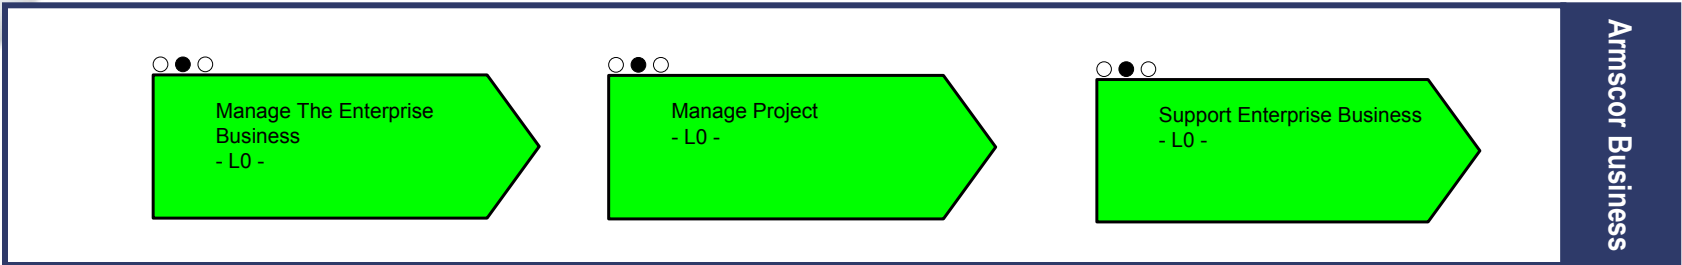 Manage The Enterprise
Business
- L0 -
Manage Project
- L0 -
Support Enterprise Business
- L0 -
Armscor Business